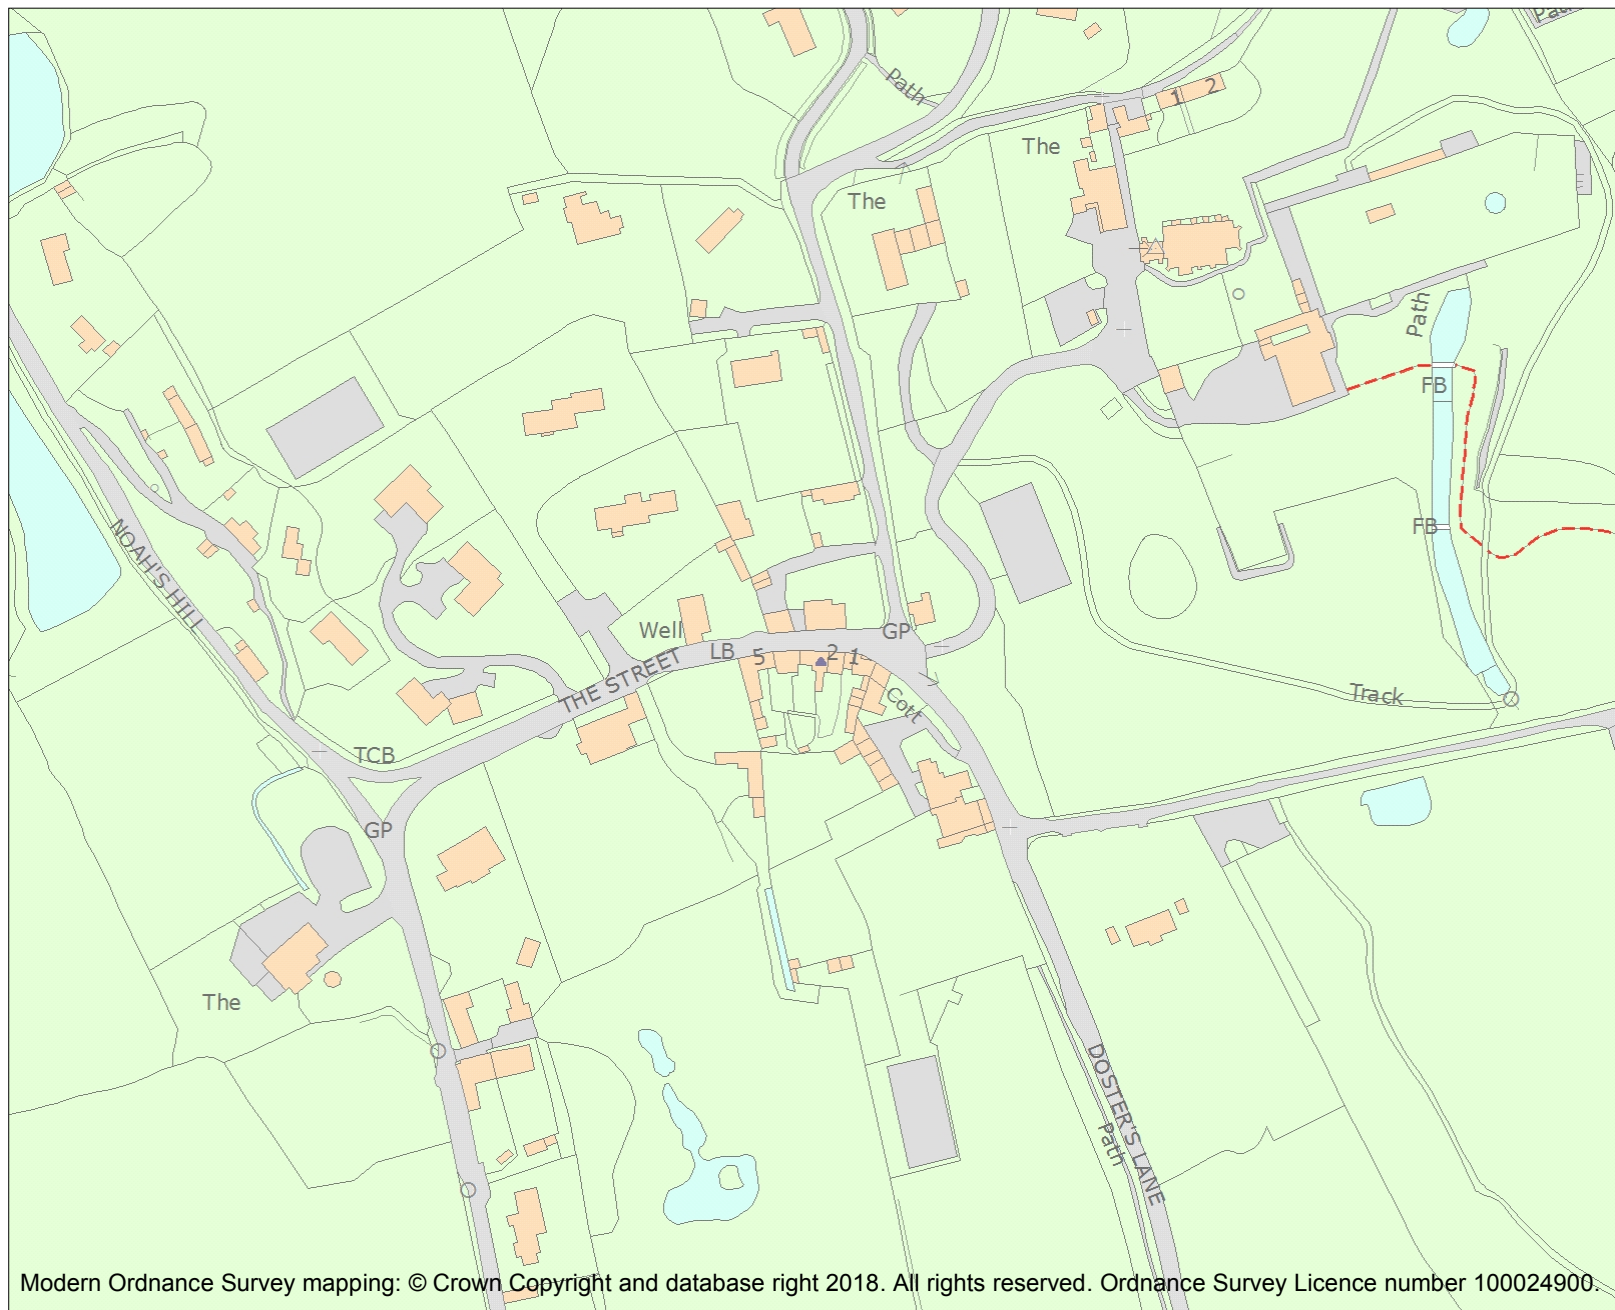 Path
Path
1 2
The
The
Path
FB
FB
NOAH'S HILL
Well
GP
LB 5 2 1
THE STREET
Cott
Track
TCB
GP
The
DOSTER'S LANE
Path
Modern Ordnance Survey mapping: © Crown Copyright and database right 2018. All rights reserved. Ordnance Survey Licence number 100024900.